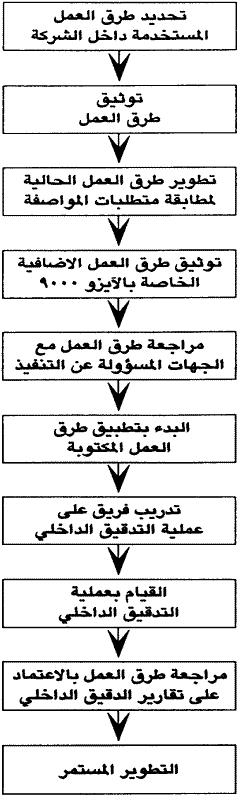 تحديد طرق العمل
المستخدمة داخل الشركة
توثيق
طرق العمل
تطوير طرق العمل الحالية
لمطابقة متطلبات المواصفة
توثيق طرق العمل الاضافية
الخاصة بالآيزو ٩٠٠٠
مراجعة طرق العمل مع
الجهات المسؤولة عن التنفيذ
البدء بتطبيق طرق
العمل المكتوبة
تدريب فريق على
عملية التدقيق الداخلي
القيام بعملية
التدقيق الداخلي
مراجعة طرق العمل بالاعتماد
على تقارير الدقيق الداخلي
التطوير المستمر